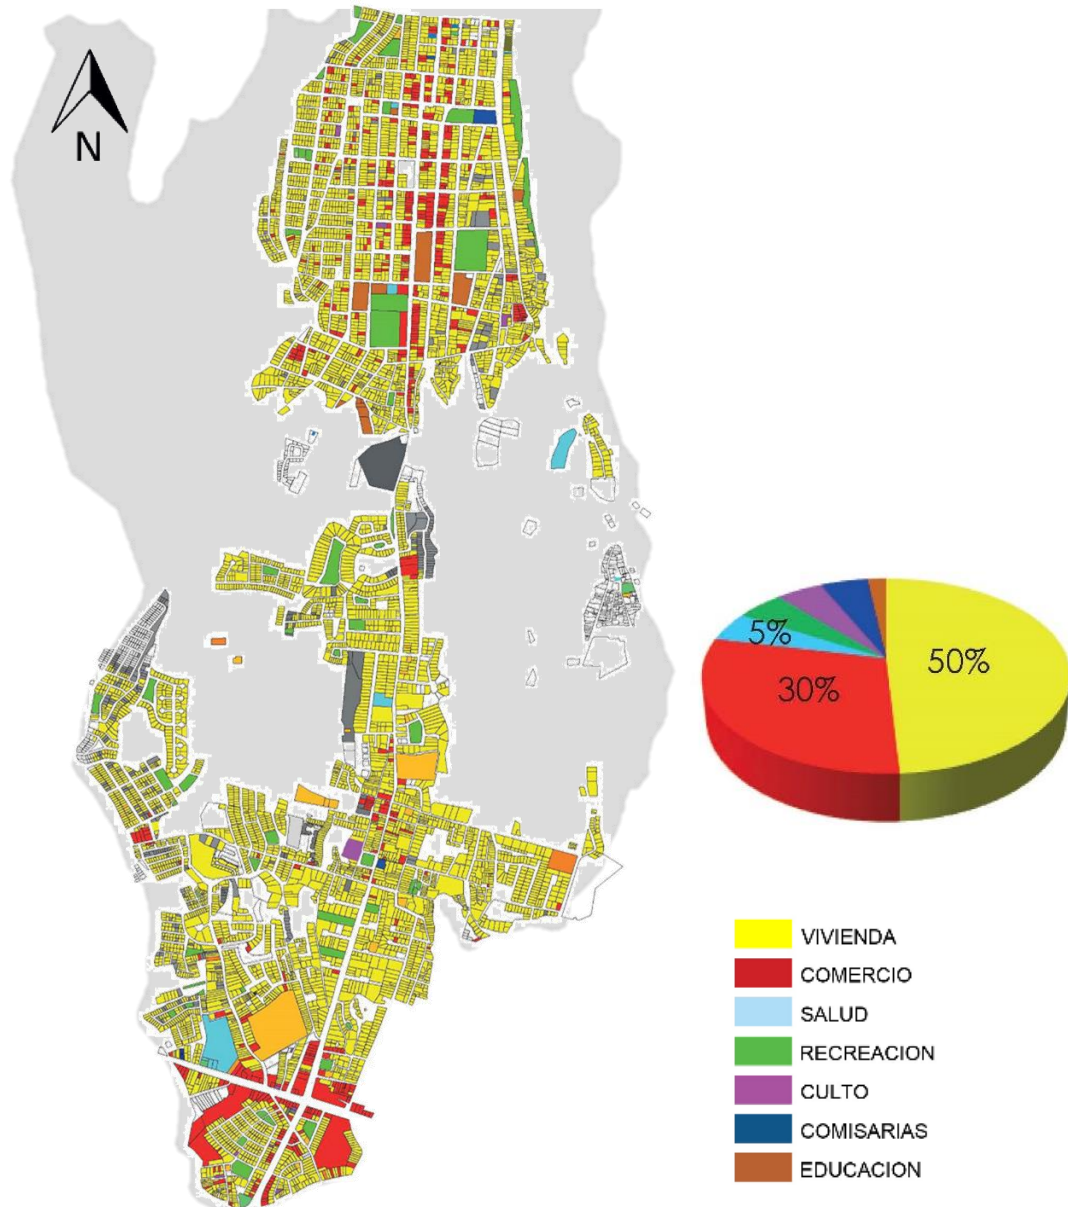 N
5%
50%
30%
VIVIENDA
COMERCIO
SALUD
RECREACION
CULTO
COMISARIAS
EDUCACION